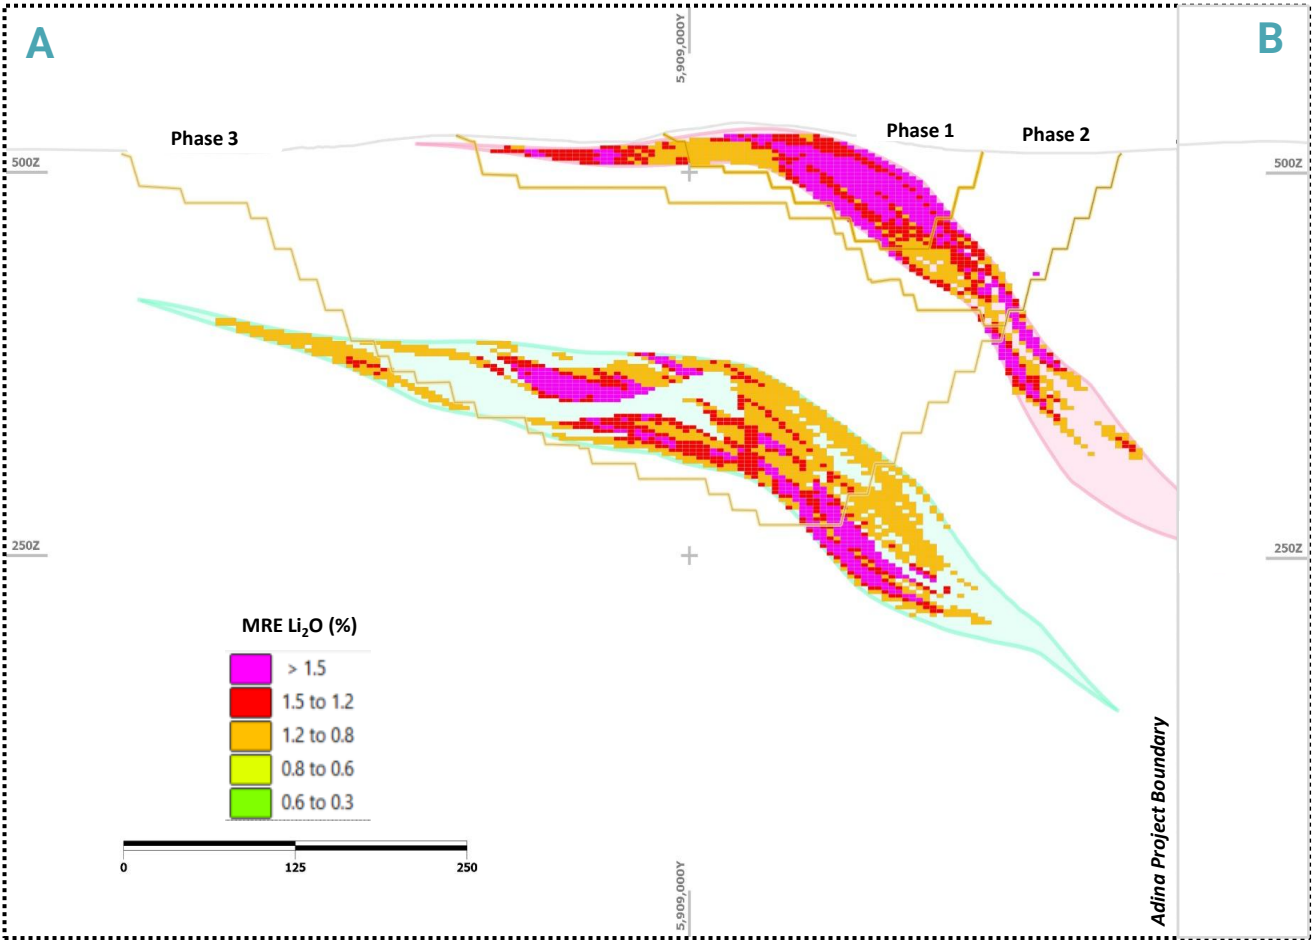 A
B
5,909,000Y
Phase 3
Phase 1
Phase 2
500Z
500Z
250Z
250Z
MRE Li₂O (%)
> 1.5
1.5 to 1.2
1.2 to 0.8
0.8 to 0.6
0.6 to 0.3
0 125 250
5,909,000Y
Adina Project Boundary